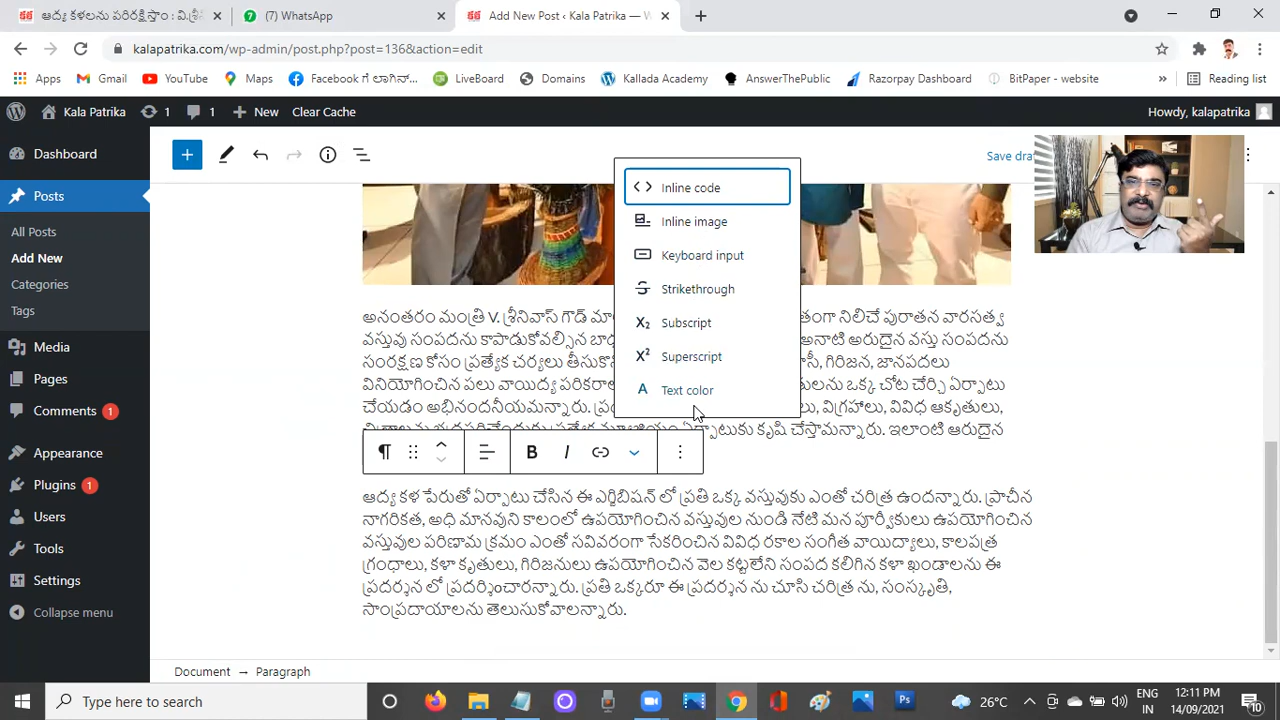 ఆద్య కళలను పరిరక్షిస్తాం : వి.శ్రీని
(7) WhatsApp
Add New Post ‹ Kala Patrika — W
kalapatrika.com/wp-admin/post.php?post=136&action=edit
Apps
Gmail
YouTube
Maps
Facebook ಗೆ ಲಾಗಿನ್...
LiveBoard
Domains
Kallada Academy
AnswerThePublic
Razorpay Dashboard
BitPaper - website
»
Reading list
Kala Patrika
1
1
New
Clear Cache
Howdy, kalapatrika
Dashboard
Posts
All Posts
Add New
Categories
Tags
Media
Pages
Comments 1
Appearance
Plugins 1
Users
Tools
Settings
Collapse menu
Save dra
Inline code
Inline image
Keyboard input
Strikethrough
Subscript
Superscript
Text color
అనంతరం మంత్రి V. శ్రీనివాస్ గౌడ్ నిలిచే పురాతన వారసత్వ
వస్తువు సంపదను కాపాడుకోవల్సిన అనాటి అరుదైన వస్తు సంపదను
సంరక్షణ కోసం ప్రత్యేక చర్యలు గిరిజన, జానపదలు
వినియోగించిన పలు వాయిద్య ఒక్క చోట చేర్చి ఏర్పాటు
చేయడం అభినందనీయమన్నారు. విగ్రహాలు, వివిధ ఆకృతులు,
ఏర్పాటుకు కృషి చేస్తామన్నారు. ఇలాంటి ఆరుదైన
B I
ఆద్య కళ పేరుతో ఏర్పాటు చేసిన ఈ ఎగ్జిబిషన్ లో ప్రతి ఒక్క వస్తువుకు ఎంతో చరిత్ర ఉందన్నారు. ప్రాచీన
నాగరికత, అధి మానవుని కాలంలో ఉపయోగించిన వస్తువుల నుండి నేటి మన పూర్వీకులు ఉపయోగించిన
వస్తువుల పరిణామ క్రమం ఎంతో సవివరంగా సేకరించిన వివిధ రకాల సంగీత వాయిద్యాలు, కాలపత్ర
గ్రంధాలు, కళా కృతులు, గిరిజనులు ఉపయోగించిన వెల కట్టలేని సంపద కలిగిన కళా ఖండాలను ఈ
ప్రదర్శన లో ప్రదర్శించారన్నారు. ప్రతి ఒక్కరూ ఈ ప్రదర్శన ను చూసి చరిత్ర ను, సంస్కృతి,
సాంప్రదాయాలను తెలుసుకోవాలన్నారు.
Document → Paragraph
Type here to search
26°C
ENG
IN
12:11 PM
14/09/2021
10